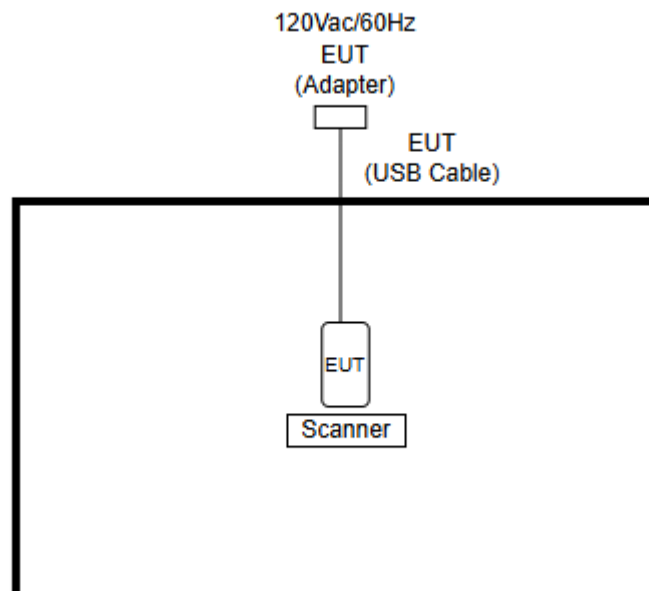 120Vac/60Hz
EUT
(Adapter)
EUT
(USB Cable)
EUT
Scanner